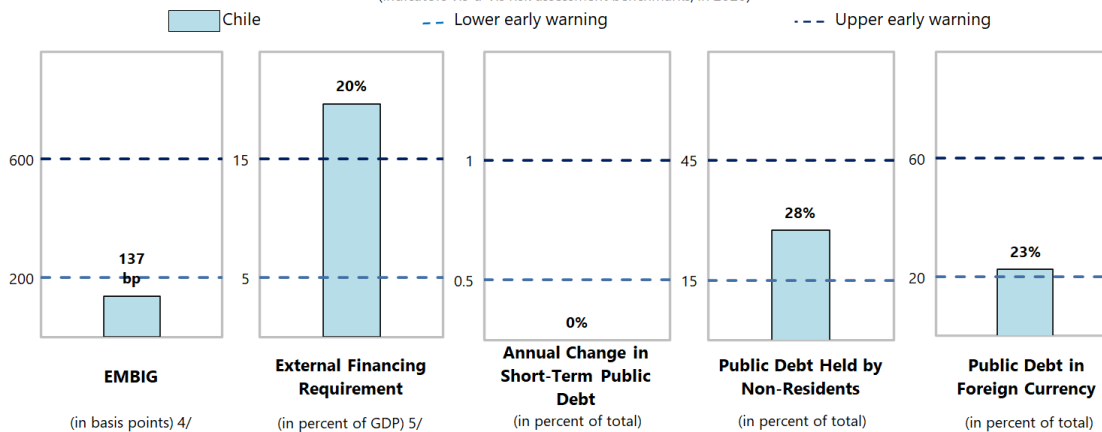 Chile
Lower early warning
Upper early warning
600
200
137
bp
EMBIG
(in basis points) 4/
15
5
20%
External Financing
Requirement
(in percent of GDP) 5/
1
0.5
0%
Annual Change in
Short-Term Public
Debt
(in percent of total)
45
15
28%
Public Debt Held by
Non-Residents
(in percent of total)
60
20
23%
Public Debt in
Foreign Currency
(in percent of total)